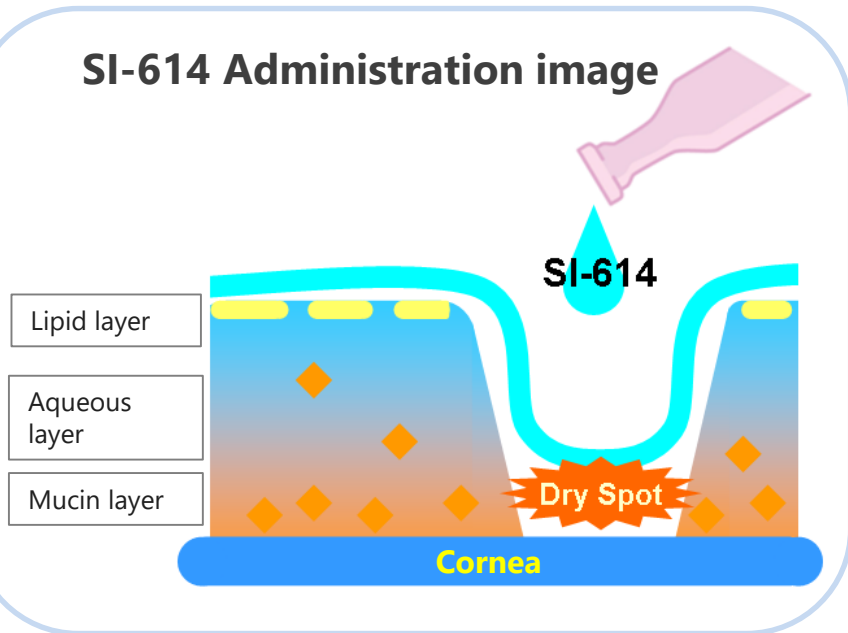 SI-614 Administration image
SI-614
Lipid layer
Aqueous
layer
Mucin layer
Dry Spot
Cornea